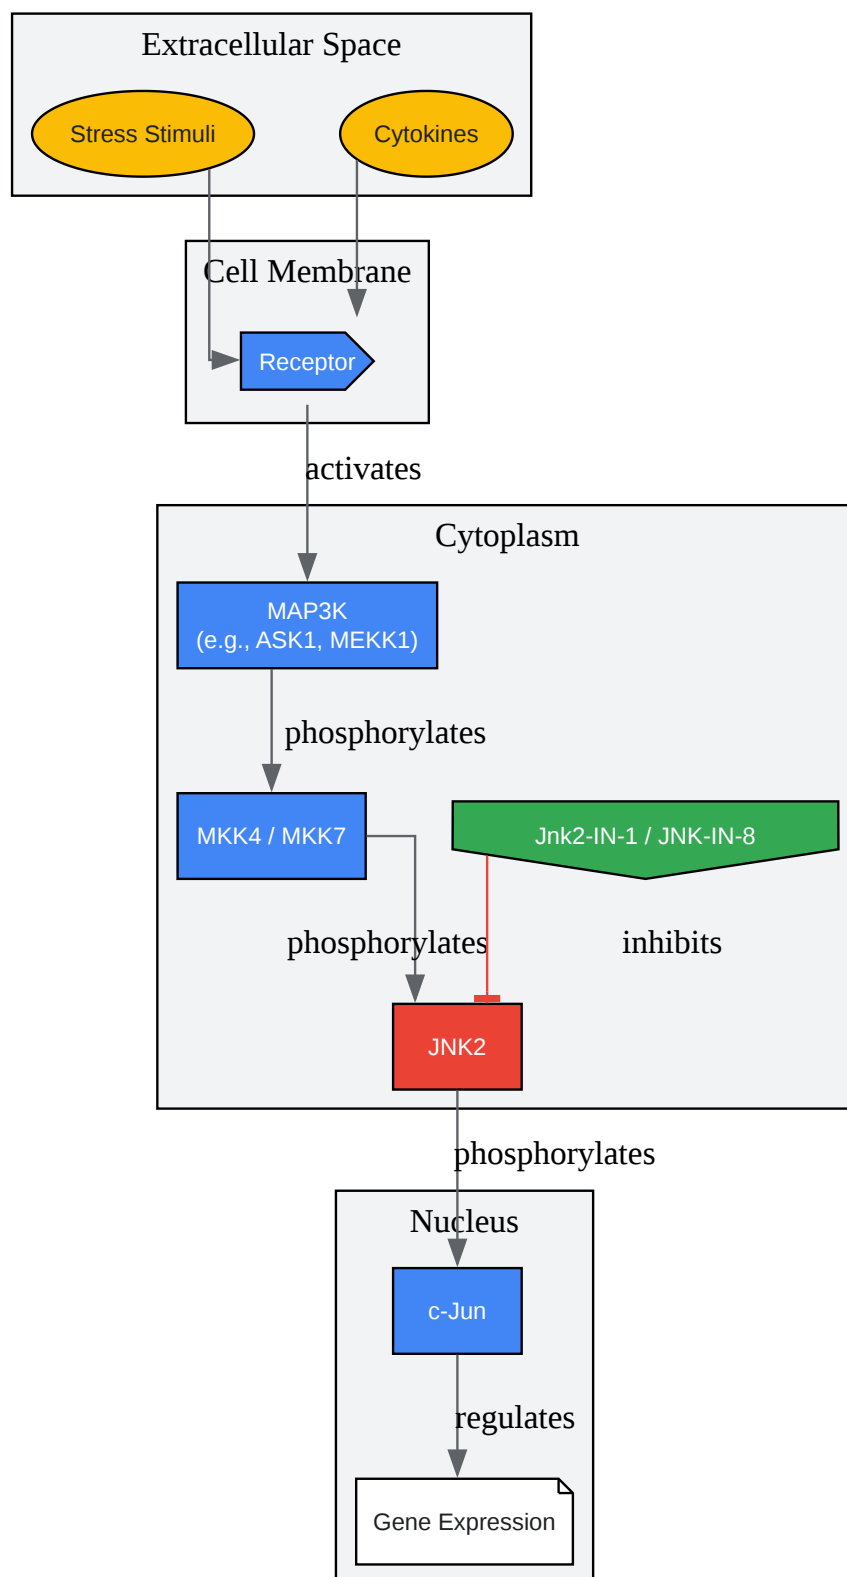 Extracellular Space
Stress Stimuli
Cytokines
Cell Membrane
Receptor
activates
Cytoplasm
MAP3K
(e.g., ASK1, MEKK1)
phosphorylates
MKK4 / MKK7
Jnk2-IN-1 / JNK-IN-8
phosphorylates
inhibits
JNK2
phosphorylates
Nucleus
c-Jun
regulates
Gene Expression